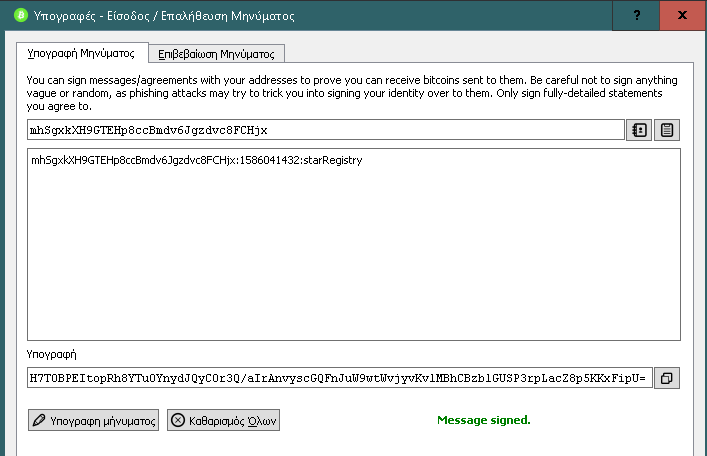 Υπογραφές - Είσοδος / Επαλήθευση Μηνύματος
? X
Υπογραφή Μηνύματος Επιβεβαίωση Μηνύματος
You can sign messages/agreements with your addresses to prove you can receive bitcoins sent to them. Be careful not to sign anything
vague or random, as phishing attacks may try to trick you into signing your identity over to them. Only sign fully-detailed statements
you agree to.
mhSgxkXH9GTEHp8ccBmdv6Jgzdvc8FCHjx
mhSgxkXH9GTEHp8ccBmdv6Jgzdvc8FCHjx:1586041432:starRegistry
Υπογραφή
H7T0BPEItopRh8YTu0YnydJQyC0r3Q/aIrAnvyscGQFnJuW9wtWvjyvKvlMBhCBzblGUSP3rpLacZ8p5KKxFipU=
Υπογραφη μήνυματος Καθαρισμός Όλων Message signed.